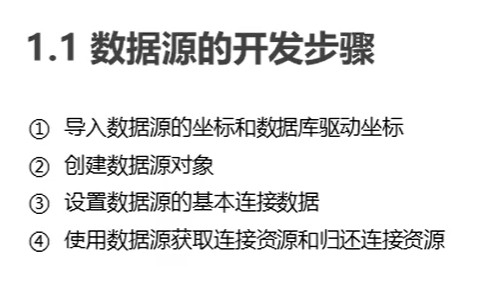 1.1 数据源的开发步骤
① 导入数据源的坐标和数据库驱动坐标
② 创建数据源对象
③ 设置数据源的基本连接数据
④ 使用数据源获取连接资源和归还连接资源